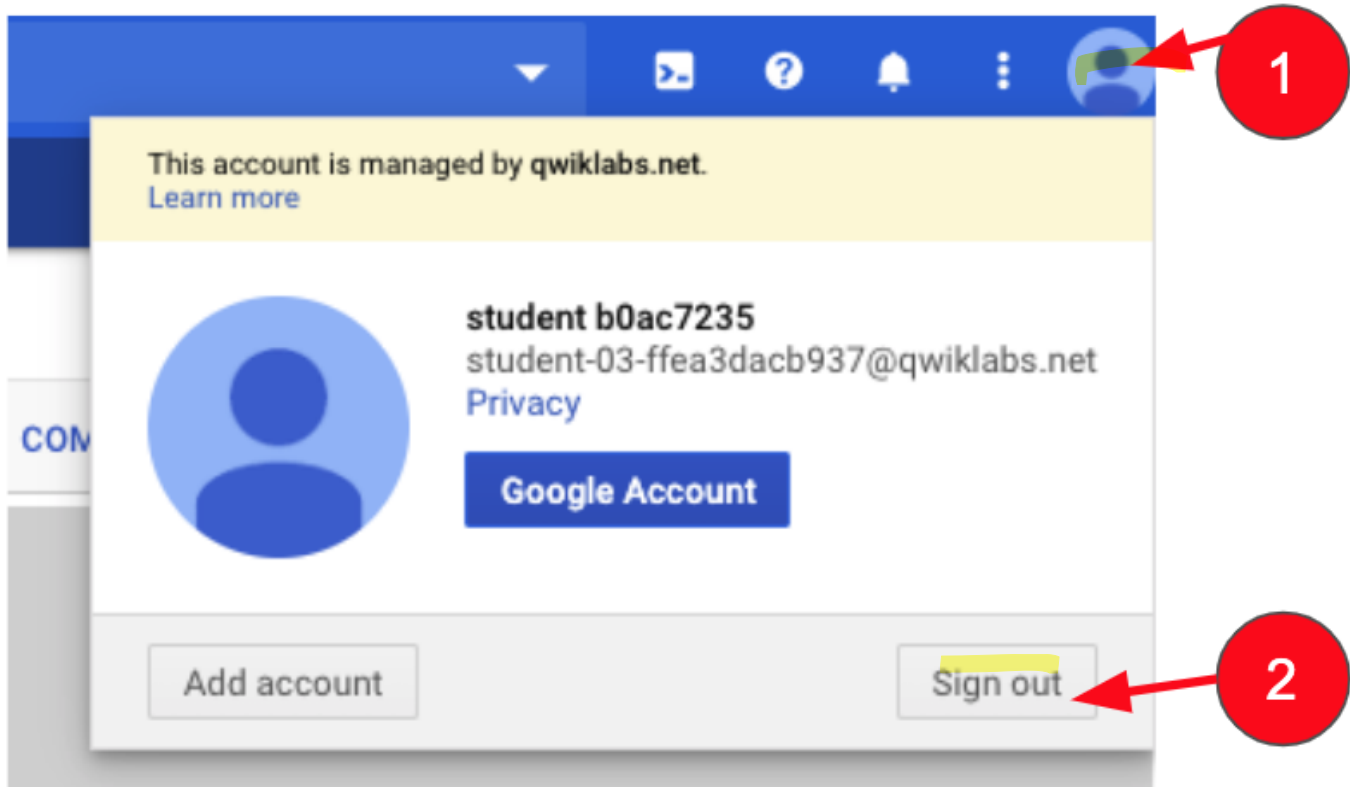 1
This account is managed by qwiklabs.net.
Learn more
student b0ac7235
student-03-ffea3dacb937@qwiklabs.net
Privacy
COM
Google Account
Add account
Sign out
2